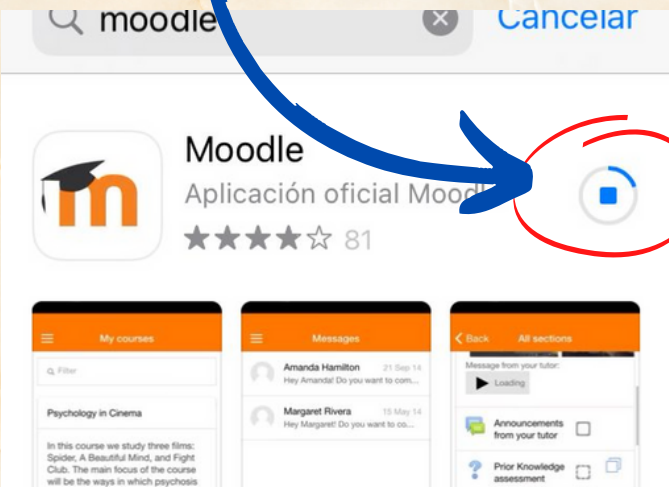 moodle
Cancelar
Moodle
Aplicación oficial Mood
81
My courses
Filter
Psychology in Cinema
In this course we study three films:
Spider, A Beautiful Mind, and Fight
Club. The main focus of the course
will be the ways in which psychosis
Messages
Amanda Hamilton
21 Sep 14
Hey Amanda! Do you want to com...
Margaret Rivera
15 May 14
Hey Margaret! Do you want to co...
Back
All sections
Message from your tutor:
Loading
Announcements
from your tutor
Prior Knowledge
assessment